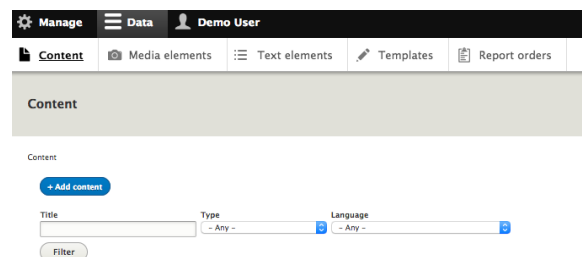 Manage Data Demo User
Content Media elements Text elements Templates Report orders
Content
Content
+ Add content
Title Type Language
- Any - - Any -
Filter